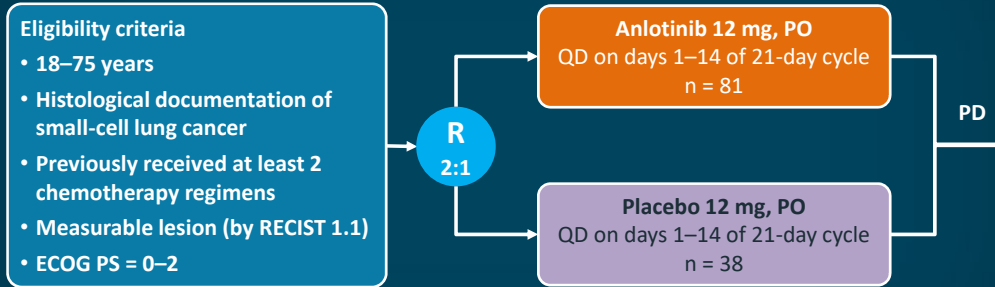 Eligibility criteria
• 18–75 years
• Histological documentation of
small-cell lung cancer
• Previously received at least 2
chemotherapy regimens
• Measurable lesion (by RECIST 1.1)
• ECOG PS = 0–2
R
2:1
Anlotinib 12 mg, PO
QD on days 1–14 of 21-day cycle
n = 81
Placebo 12 mg, PO
QD on days 1–14 of 21-day cycle
n = 38
PD